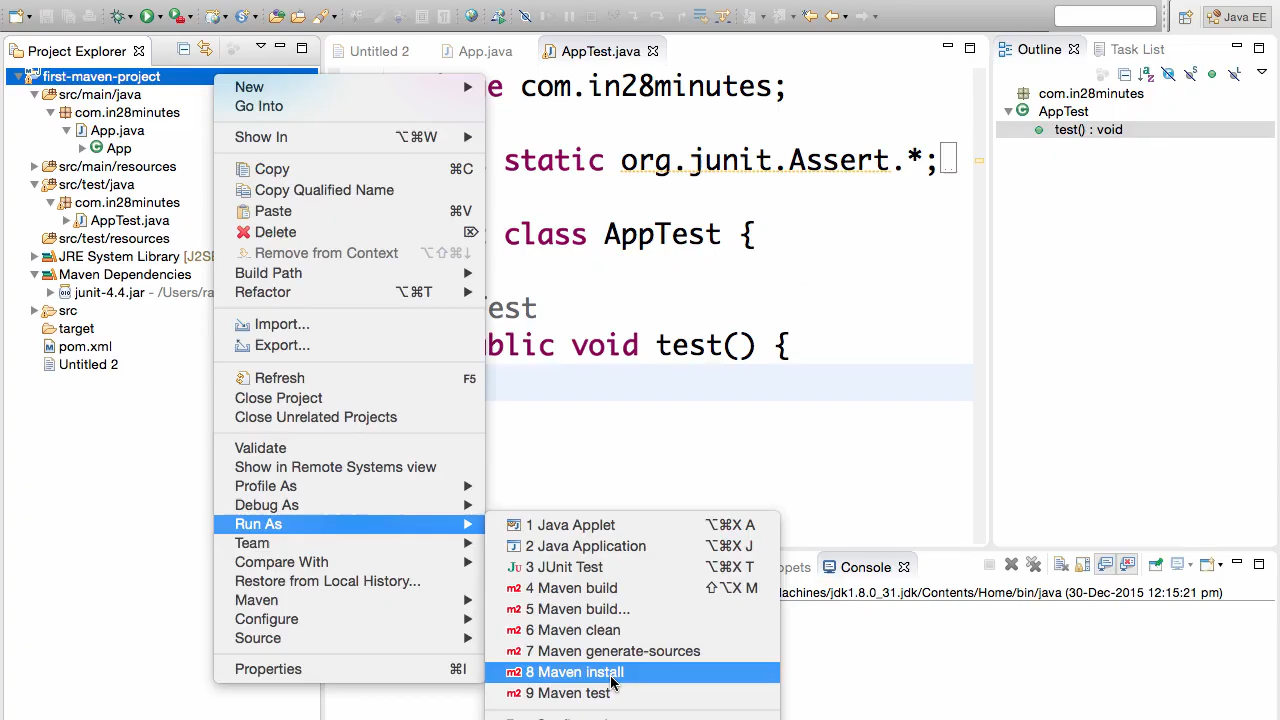 Java EE
Project Explorer
Untitled 2
App.java
AppTest.java
Outline
Task List
first-maven-project
src/main/java
com.in28minutes
App.java
App
src/main/resources
src/test/java
com.in28minutes
AppTest.java
src/test/resources
JRE System Library [J2SE
Maven Dependencies
junit-4.4.jar - /Users/ra
src
target
pom.xml
Untitled 2
New
Go Into
Show In ⌥⌘W
Copy ⌘C
Copy Qualified Name
Paste ⌘V
Delete ⌦
Remove from Context ⌥⇧⌘↓
Build Path
Refactor ⌥⌘T
Import...
Export...
Refresh F5
Close Project
Close Unrelated Projects
Validate
Show in Remote Systems view
Profile As
Debug As
Run As
Team
Compare With
Restore from Local History...
Maven
Configure
Source
Properties ⌘I
1 Java Applet ⌥⌘X A
2 Java Application ⌥⌘X J
3 JUnit Test ⌥⌘X T
4 Maven build ⇧⌥X M
5 Maven build...
6 Maven clean
7 Maven generate-sources
8 Maven install
9 Maven test
e com.in28minutes;
static org.junit.Assert.*;
class AppTest {
est
blic void test() {
com.in28minutes
AppTest
test() : void
ppets
Console
achines/jdk1.8.0_31.jdk/Contents/Home/bin/java (30-Dec-2015 12:15:21 pm)